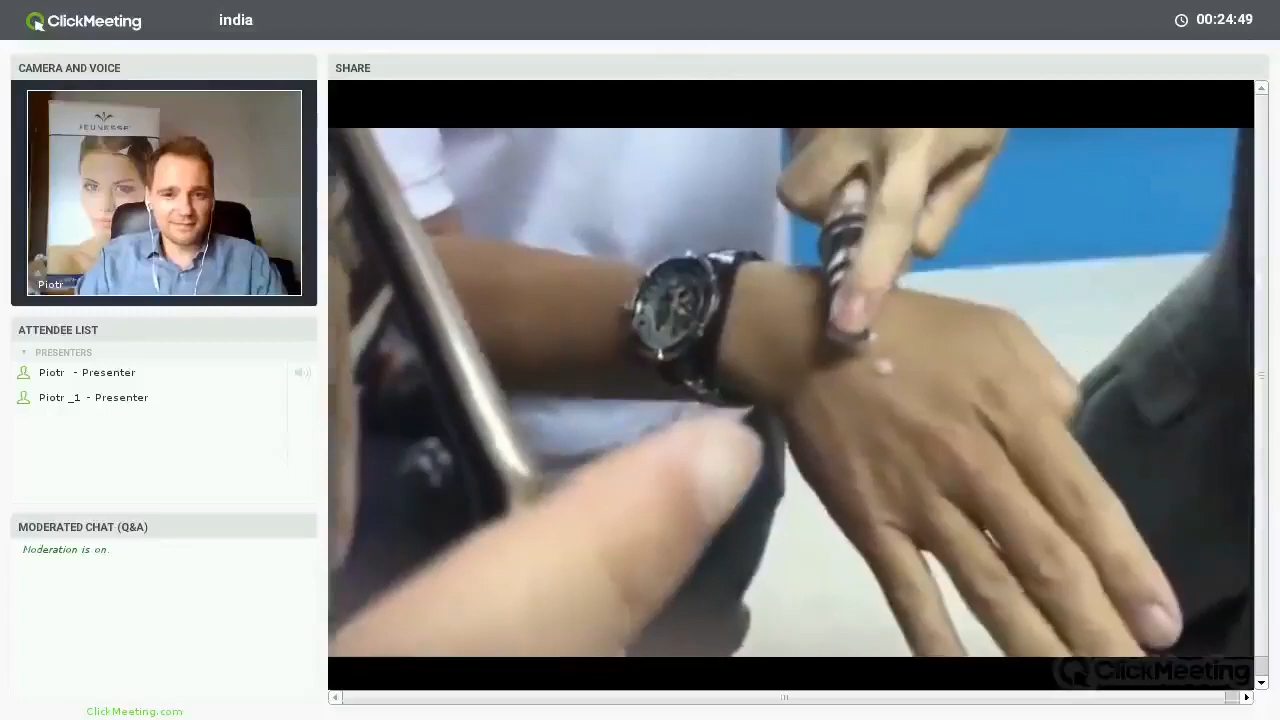 ClickMeeting
india
00:24:49
CAMERA AND VOICE
SHARE
JEUNESSE
Piotr
ATTENDEE LIST
PRESENTERS
Piotr - Presenter
Piotr _1 - Presenter
MODERATED CHAT (Q&A)
Moderation is on.
ClickMeeting
ClickMeeting.com